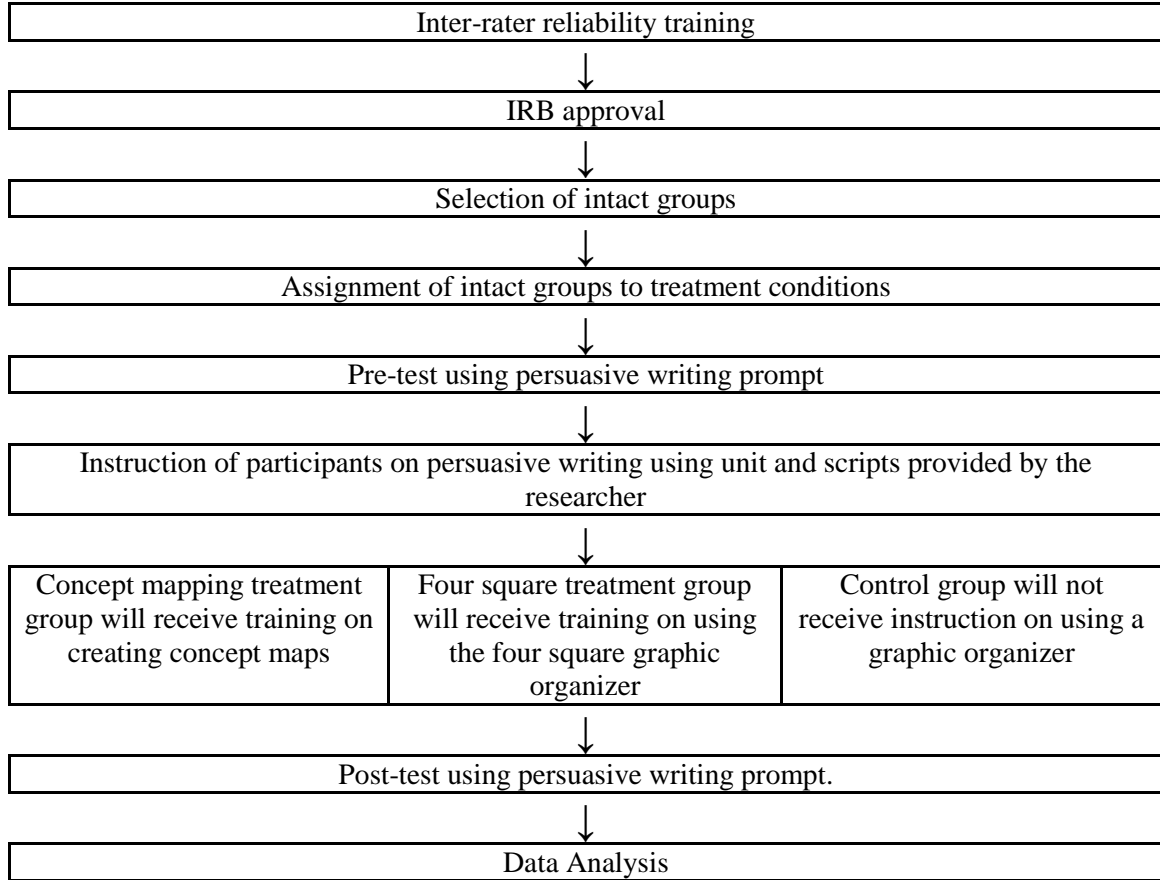 Inter-rater reliability training
↓
IRB approval
↓
Selection of intact groups
↓
Assignment of intact groups to treatment conditions
↓
Pre-test using persuasive writing prompt
↓
Instruction of participants on persuasive writing using unit and scripts provided by the
researcher
↓
Concept mapping treatment
group will receive training on
creating concept maps
Four square treatment group
will receive training on using
the four square graphic
organizer
Control group will not
receive instruction on using a
graphic organizer
↓
Post-test using persuasive writing prompt.
↓
Data Analysis